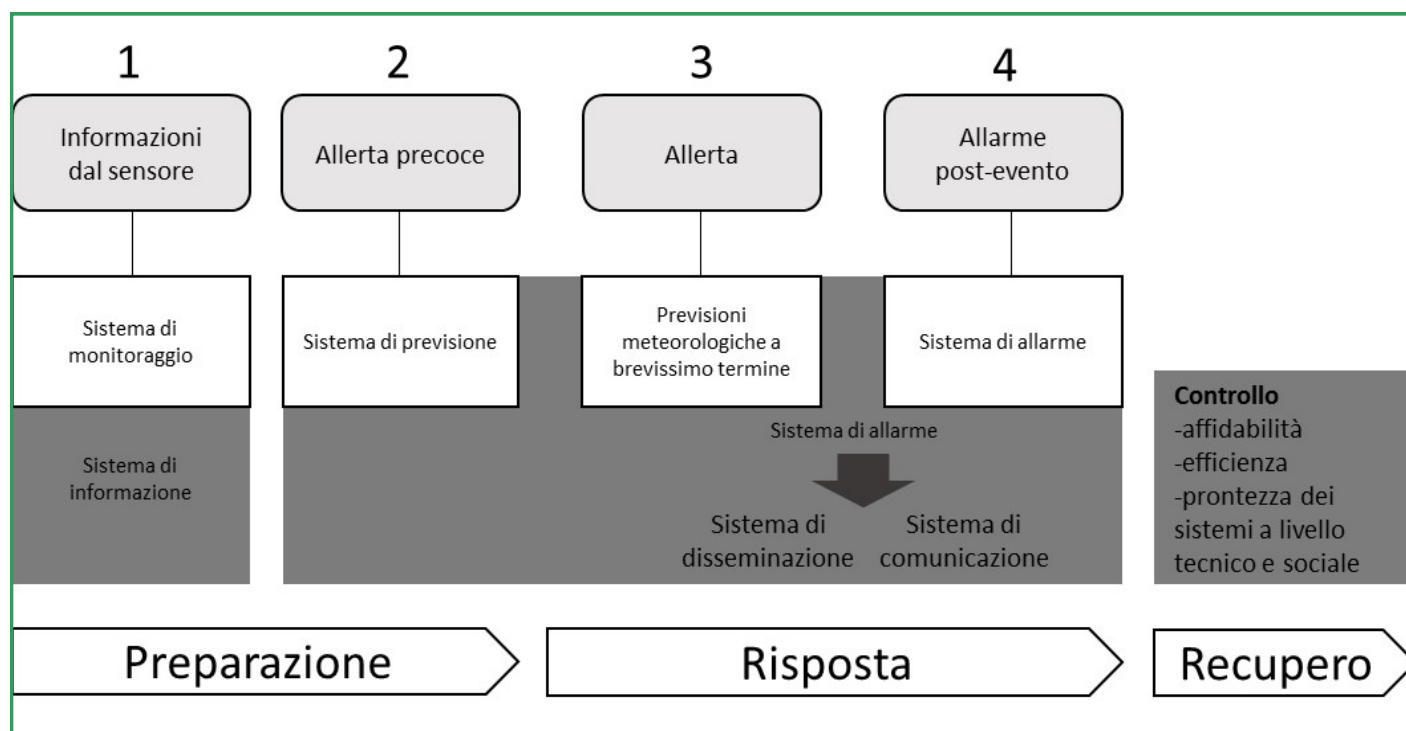 1
2
3
4
Informazioni
dal sensore
Allerta precoce
Allerta
Allarme
post-evento
Sistema di
monitoraggio
Sistema di previsione
Previsioni
meteorologiche a
brevissimo termine
Sistema di allarme
Sistema di
informazione
Sistema di allarme
Sistema di
disseminazione
Sistema di
comunicazione
Controllo
-affidabilità
-efficienza
-prontezza dei
sistemi a livello
tecnico e sociale
Preparazione
Risposta
Recupero